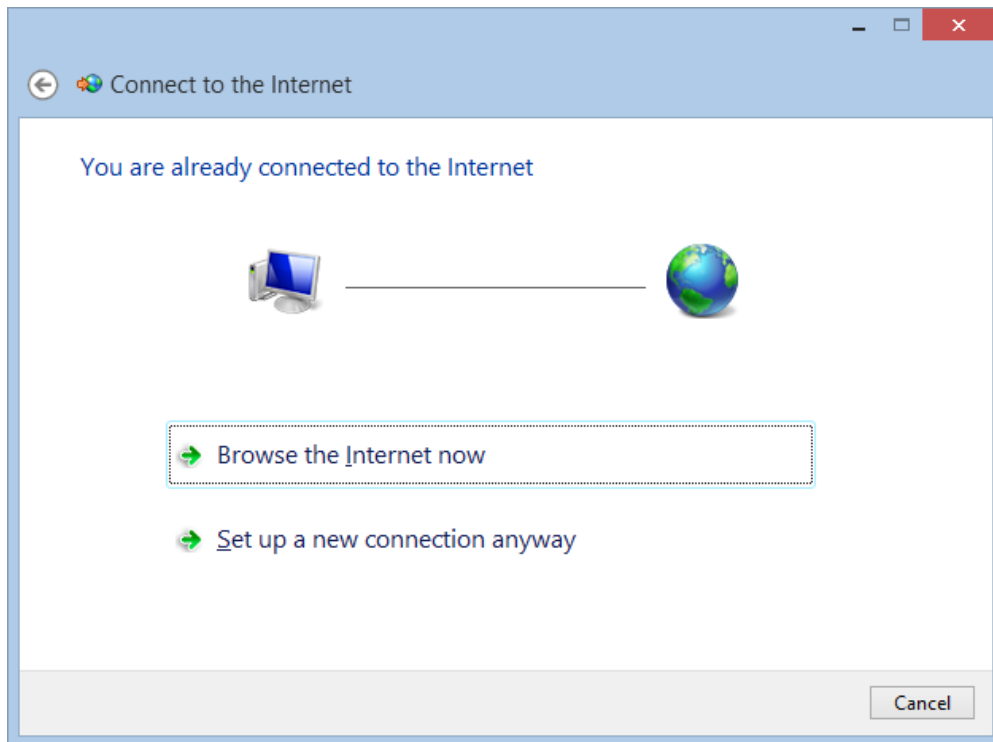 Connect to the Internet
You are already connected to the Internet
Browse the Internet now
Set up a new connection anyway
Cancel